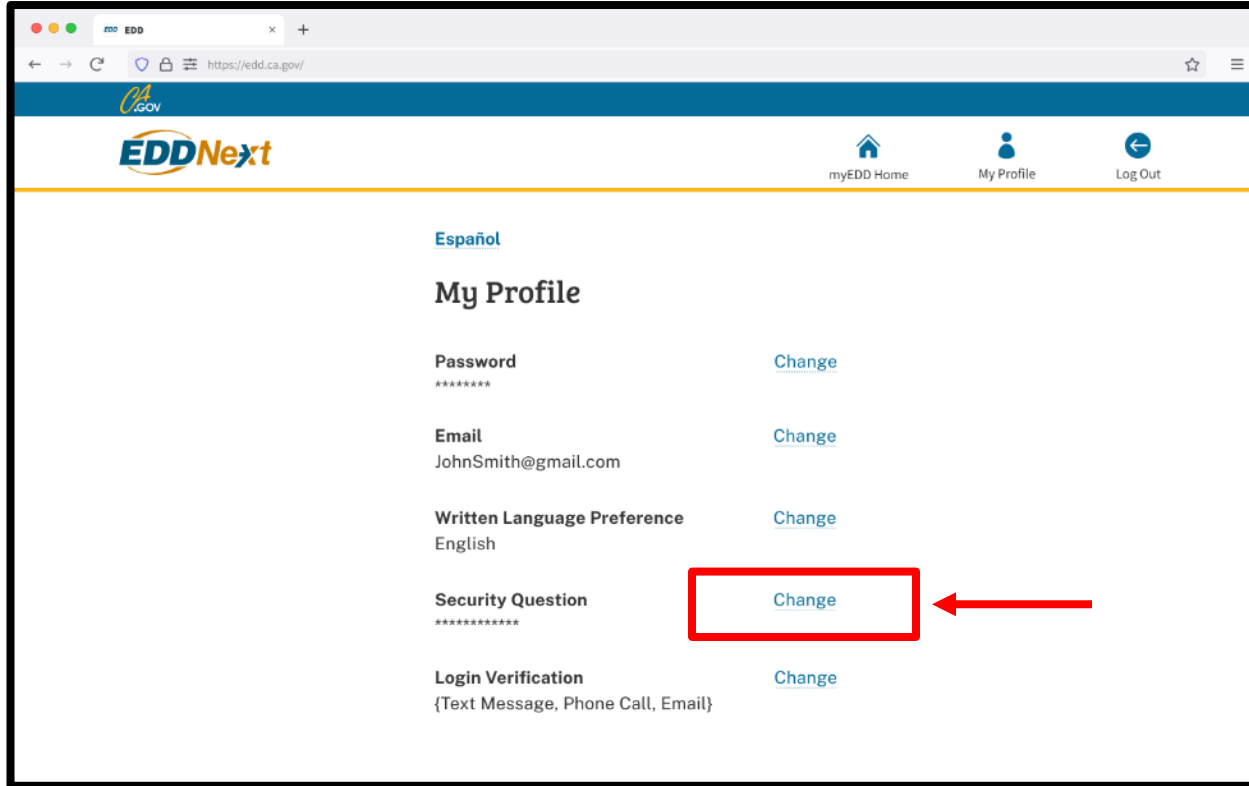 EDD EDD
https://edd.ca.gov/
CA.GOV
EDDNext
myEDD Home My Profile Log Out
Español
My Profile
Password Change
********
Email Change
JohnSmith@gmail.com
Written Language Preference Change
English
Security Question Change
************
Login Verification Change
{Text Message, Phone Call, Email}